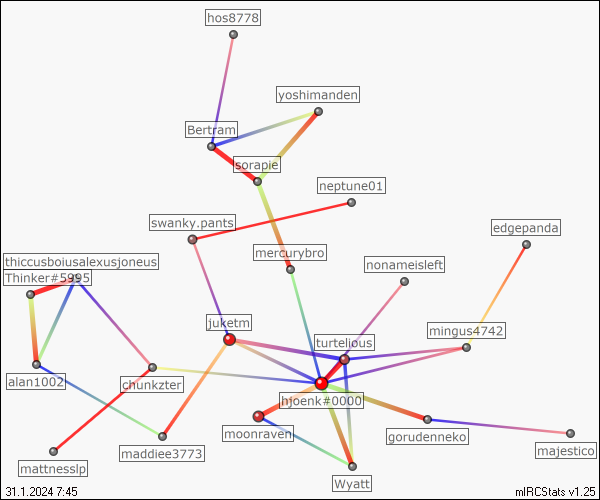 hos8778
yoshimanden
Bertram
sorapie
neptune01
swanky.pants
edgepanda
mercurybro
thiccusboiusalexusjoneus
nonameisleft
Thinker#5995
juketm
mingus4742
turtelious
alan1002
chunkzter
hjoenk#0000
moonraven
gorudenneko
maddiee3773
majestico
mattnesslp
Wyatt
31.1.2024 7:45
mIRCStats v1.25